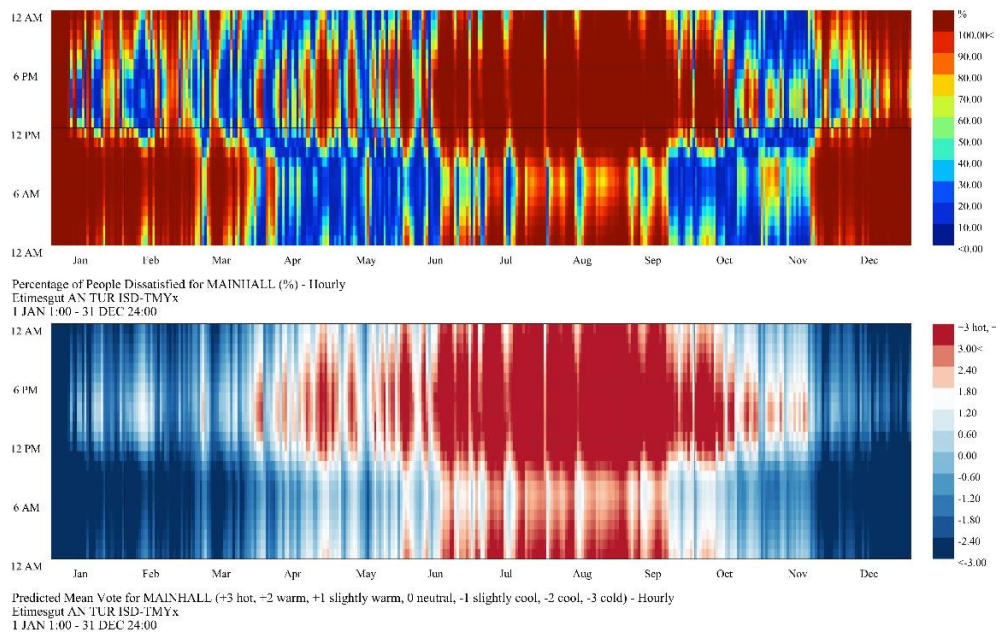 12 AM
6 PM
12 PM
6 AM
12 AM
Jan Feb Mar Apr May Jun Jul Aug Sep Oct Nov Dec
%
100.00<
90.00
80.00
70.00
60.00
50.00
40.00
30.00
20.00
10.00
<0.00
Percentage of People Dissatisfied for MAINHALL (%) - Hourly
Etimesgut AN TUR ISD-TMYx
1 JAN 1:00 - 31 DEC 24:00
12 AM
6 PM
12 PM
6 AM
12 AM
Jan Feb Mar Apr May Jun Jul Aug Sep Oct Nov Dec
3.00<
2.40
1.80
1.20
0.60
0.00
-0.60
-1.20
-1.80
-2.40
<-3.00
Predicted Mean Vote for MAINHALL (+3 hot, +2 warm, +1 slightly warm, 0 neutral, -1 slightly cool, -2 cool, -3 cold) - Hourly
Etimesgut AN TUR ISD-TMYx
1 JAN 1:00 - 31 DEC 24:00